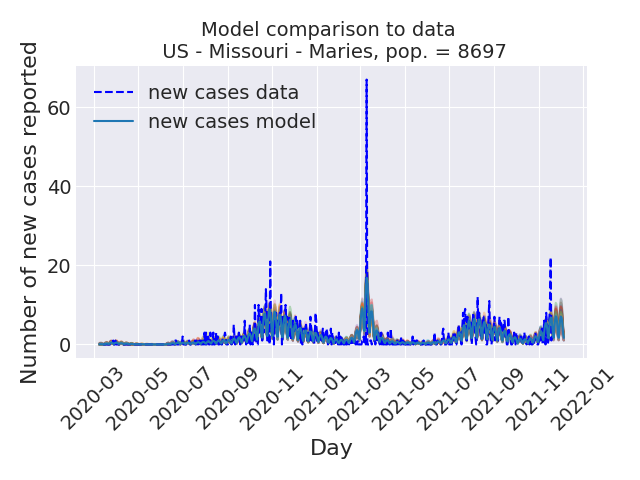 Model comparison to data
US - Missouri - Maries, pop. = 8697
Number of new cases reported
60
40
20
0
new cases data
new cases model
2020-03
2020-05
2020-07
2020-09
2020-11
2021-01
2021-03
2021-05
2021-07
2021-09
2021-11
2022-01
Day